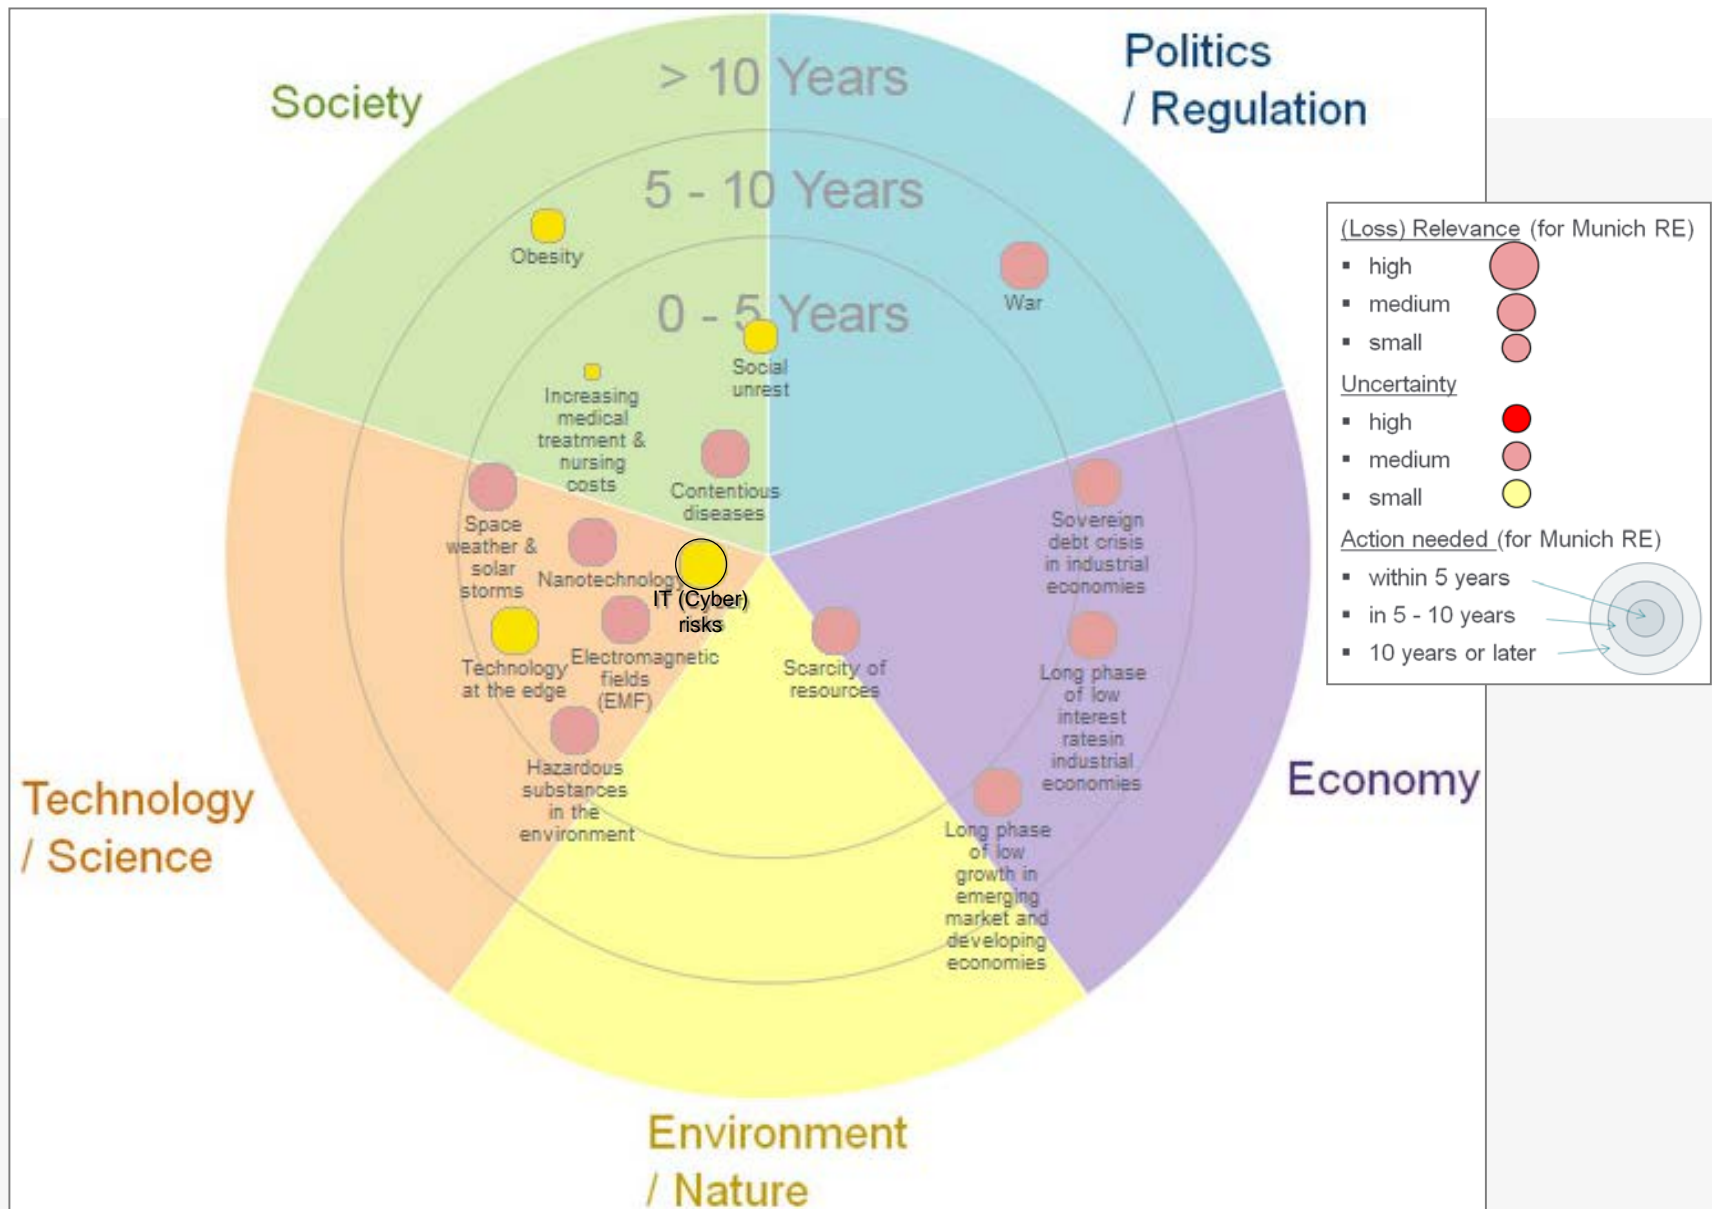 Society
Politics
/ Regulation
> 10 Years
5 - 10 Years
0 - 5 Years
Obesity
War
Social
unrest
Increasing
medical
treatment &
nursing
costs
Contentious
diseases
Space
weather &
solar
storms
Nanotechnology
IT (Cyber)
risks
Technology
at the edge
Electromagnetic
fields
(EMF)
Hazardous
substances
in the
environment
Scarcity of
resources
Sovereign
debt crisis
in industrial
economies
Long phase
of low
interest
ratesin
industrial
economies
Long phase
of low
growth in
emerging
market and
developing
economies
Technology
/ Science
Economy
Environment
/ Nature
(Loss) Relevance (for Munich RE)
▪ high
▪ medium
▪ small
Uncertainty
▪ high
▪ medium
▪ small
Action needed (for Munich RE)
▪ within 5 years
▪ in 5 - 10 years
▪ 10 years or later